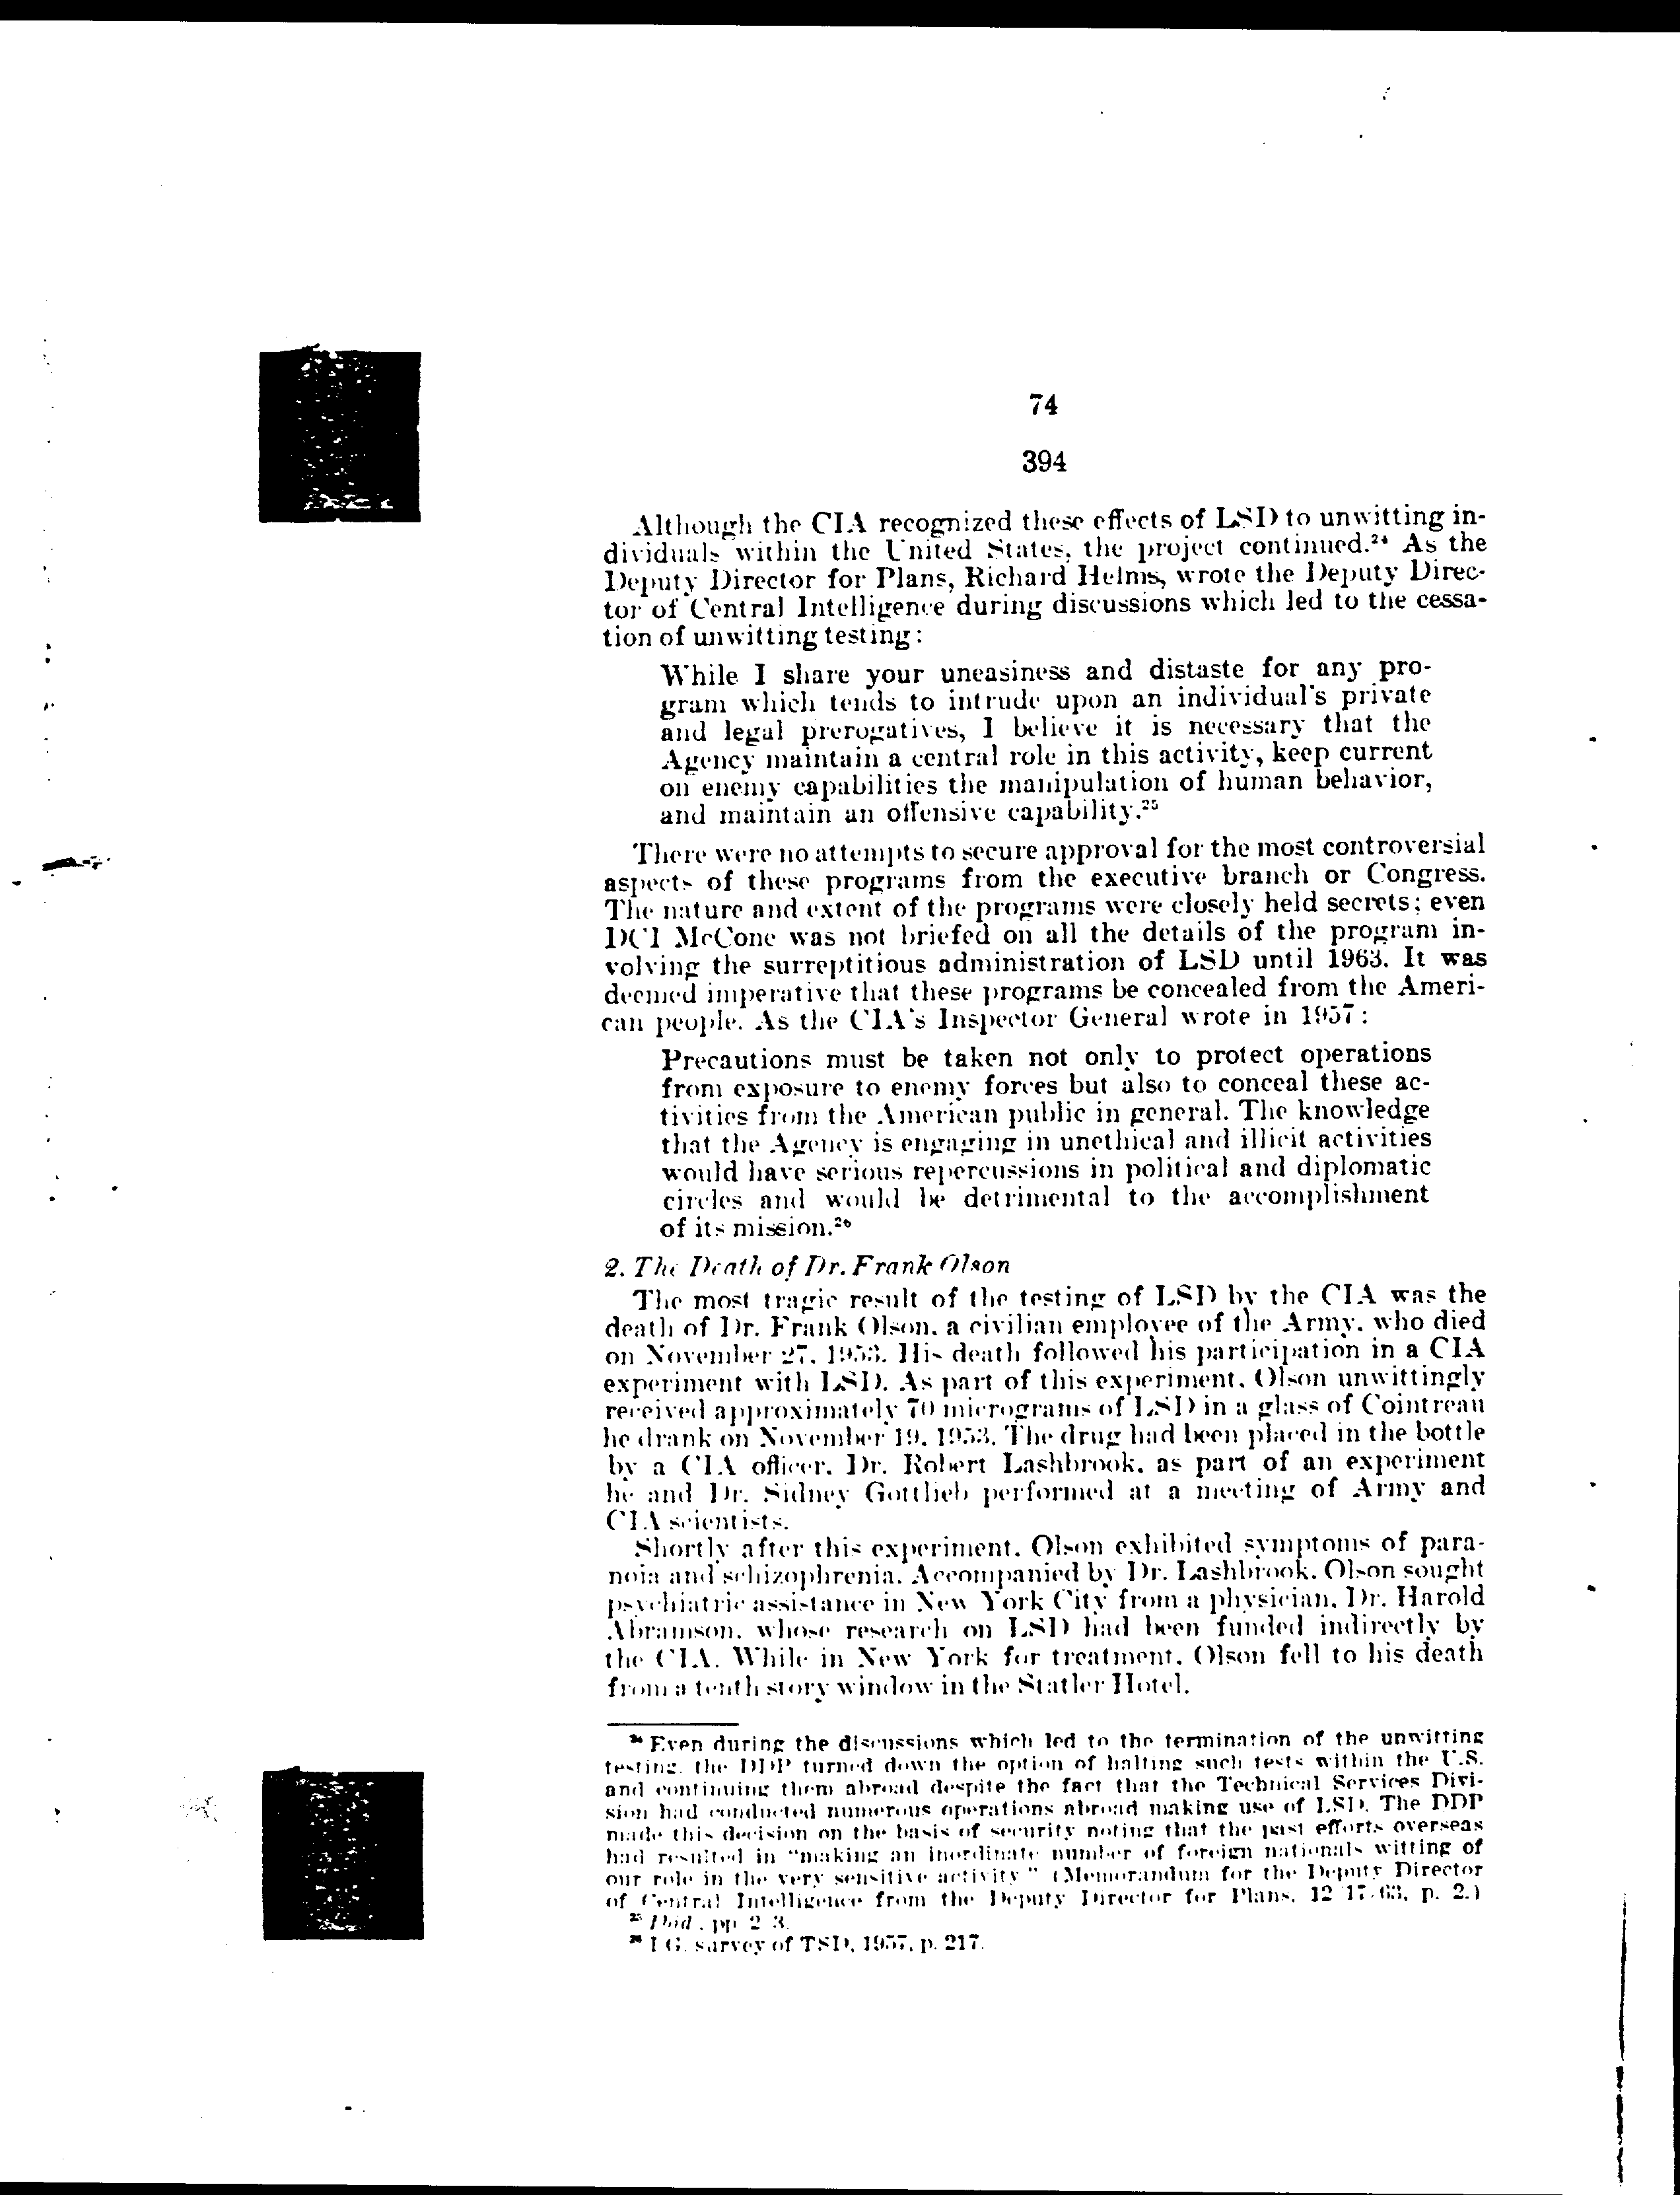 74
394
Although the CIA recognized these effects of LSD to unwitting in-
dividuals within the United States, the project continued.²⁴ As the
Deputy Director for Plans, Richard Helms, wrote the Deputy Direc-
tor of Central Intelligence during discussions which led to the cessa-
tion of unwitting testing:
While I share your uneasiness and distaste for any pro-
gram which tends to intrude upon an individual's private
and legal prerogatives, I believe it is necessary that the
Agency maintain a central role in this activity, keep current
on enemy capabilities the manipulation of human behavior,
and maintain an offensive capability.²⁵
There were no attempts to secure approval for the most controversial
aspects of these programs from the executive branch or Congress.
The nature and extent of the programs were closely held secrets; even
DCI McCone was not briefed on all the details of the program in-
volving the surreptitious administration of LSD until 1963. It was
deemed imperative that these programs be concealed from the Ameri-
can people. As the CIA's Inspector General wrote in 1957:
Precautions must be taken not only to protect operations
from exposure to enemy forces but also to conceal these ac-
tivities from the American public in general. The knowledge
that the Agency is engaging in unethical and illicit activities
would have serious repercussions in political and diplomatic
circles and would be detrimental to the accomplishment
of its mission.²⁶
2. The Death of Dr. Frank Olson
The most tragic result of the testing of LSD by the CIA was the
death of Dr. Frank Olson, a civilian employee of the Army, who died
on November 27, 1953. His death followed his participation in a CIA
experiment with LSD. As part of this experiment, Olson unwittingly
received approximately 70 micrograms of LSD in a glass of Cointreau
he drank on November 19, 1953. The drug had been placed in the bottle
by a CIA officer, Dr. Robert Lashbrook, as part of an experiment
he and Dr. Sidney Gottlieb performed at a meeting of Army and
CIA scientists.
Shortly after this experiment, Olson exhibited symptoms of para-
noia and schizophrenia. Accompanied by Dr. Lashbrook, Olson sought
psychiatric assistance in New York City from a physician, Dr. Harold
Abramson, whose research on LSD had been funded indirectly by
the CIA. While in New York for treatment, Olson fell to his death
from a tenth story window in the Statler Hotel.
²⁴ Even during the discussions which led to the termination of the unwitting
testing, the DDP turned down the option of halting such tests within the U.S.
and continuing them abroad despite the fact that the Technical Services Divi-
sion had conducted numerous operations abroad making use of LSD. The DDP
made this decision on the basis of security noting that the past efforts overseas
had resulted in "making an inordinate number of foreign nationals witting of
our role in the very sensitive activity." (Memorandum for the Deputy Director
of Central Intelligence from the Deputy Director for Plans, 12/17/63, p. 2.)
²⁵ Ibid., pp. 2-3.
²⁶ I.G. survey of TSD, 1957, p. 217.